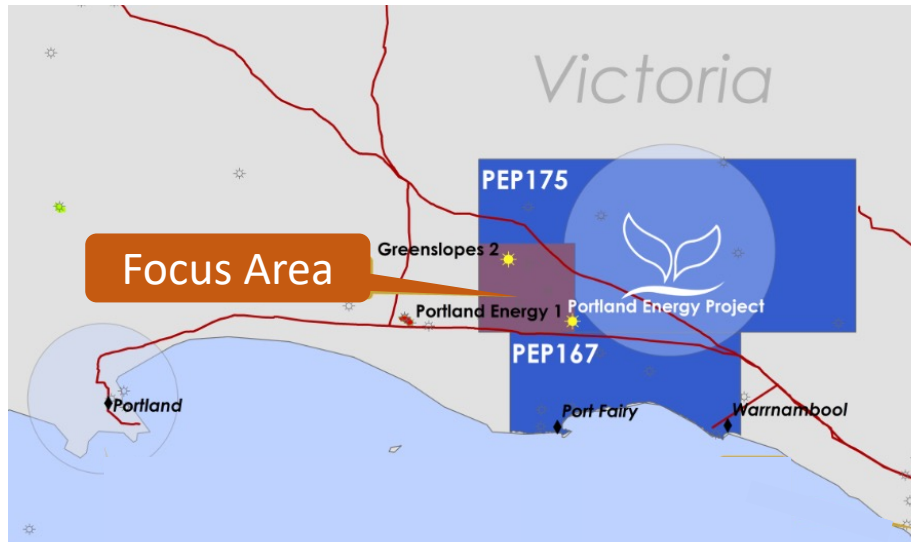 Victoria
PEP175
Greenslopes 2
Focus Area
Portland Energy 1
Portland Energy Project
PEP167
Portland
Port Fairy
Warrnambool